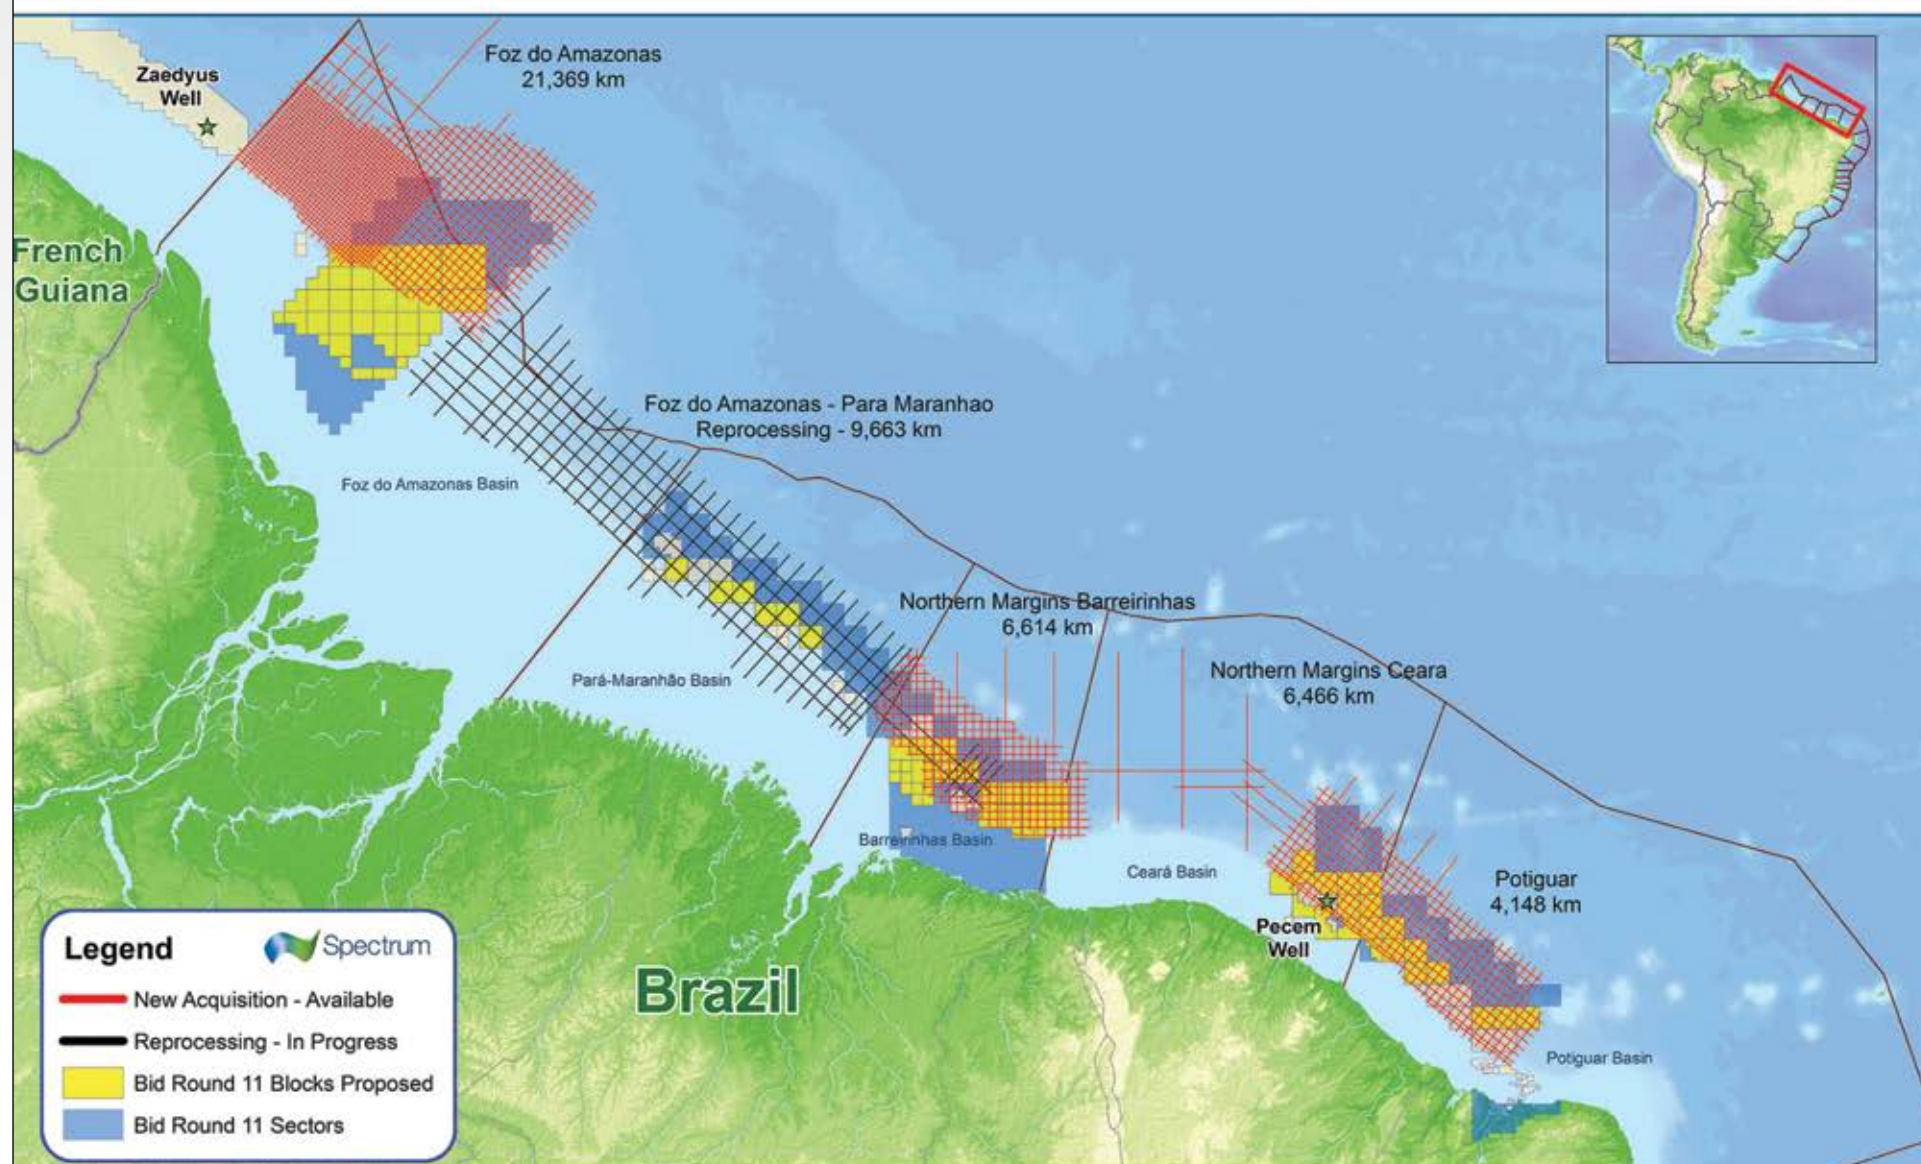 Foz do Amazonas
21,369 km
Zaedyus
Well
French
Guiana
Foz do Amazonas - Para Maranhao
Reprocessing - 9,663 km
Foz do Amazonas Basin
Northern Margins Barreirinhas
6,614 km
Northern Margins Ceara
6,466 km
Pará-Maranhão Basin
Barreirinhas Basin
Ceará Basin
Potiguar
4,148 km
Pecem
Well
Brazil
Potiguar Basin
Legend
Spectrum
New Acquisition - Available
Reprocessing - In Progress
Bid Round 11 Blocks Proposed
Bid Round 11 Sectors